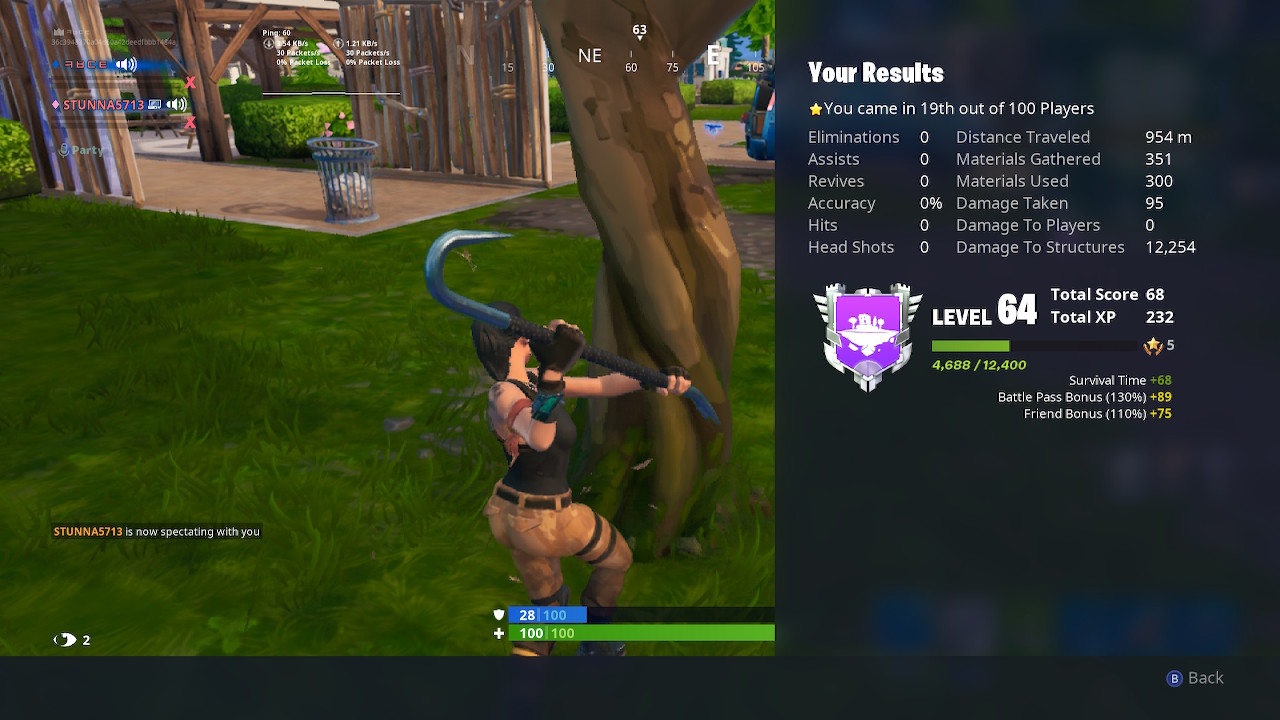 Ping: 60
1.21 KB/s
30 Packets/s 30 Packets/s
0% Packet Loss 0% Packet Loss
63
N 15 30 NE 60 75 E 105
ㅋㅂㄷㄷ
STUNNA5713
Party
STUNNA5713 is now spectating with you
2
28 100
100 100
Your Results
You came in 19th out of 100 Players
Eliminations 0 Distance Traveled 954 m
Assists 0 Materials Gathered 351
Revives 0 Materials Used 300
Accuracy 0% Damage Taken 95
Hits 0 Damage To Players 0
Head Shots 0 Damage To Structures 12,254
LEVEL 64 Total Score 68
Total XP 232
5
4,688 / 12,400
Survival Time +68
Battle Pass Bonus (130%) +89
Friend Bonus (110%) +75
B Back